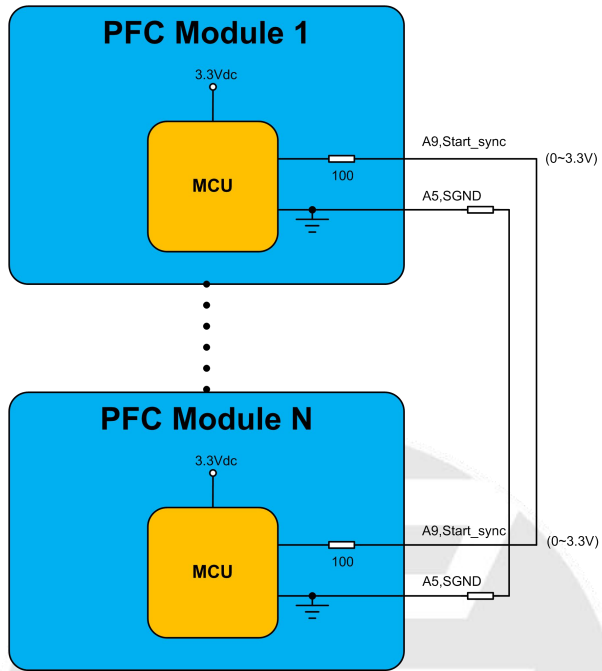 PFC Module 1
3.3Vdc
MCU
A9,Start_sync
(0~3.3V)
100
A5,SGND
PFC Module N
3.3Vdc
MCU
A9,Start_sync
(0~3.3V)
100
A5,SGND